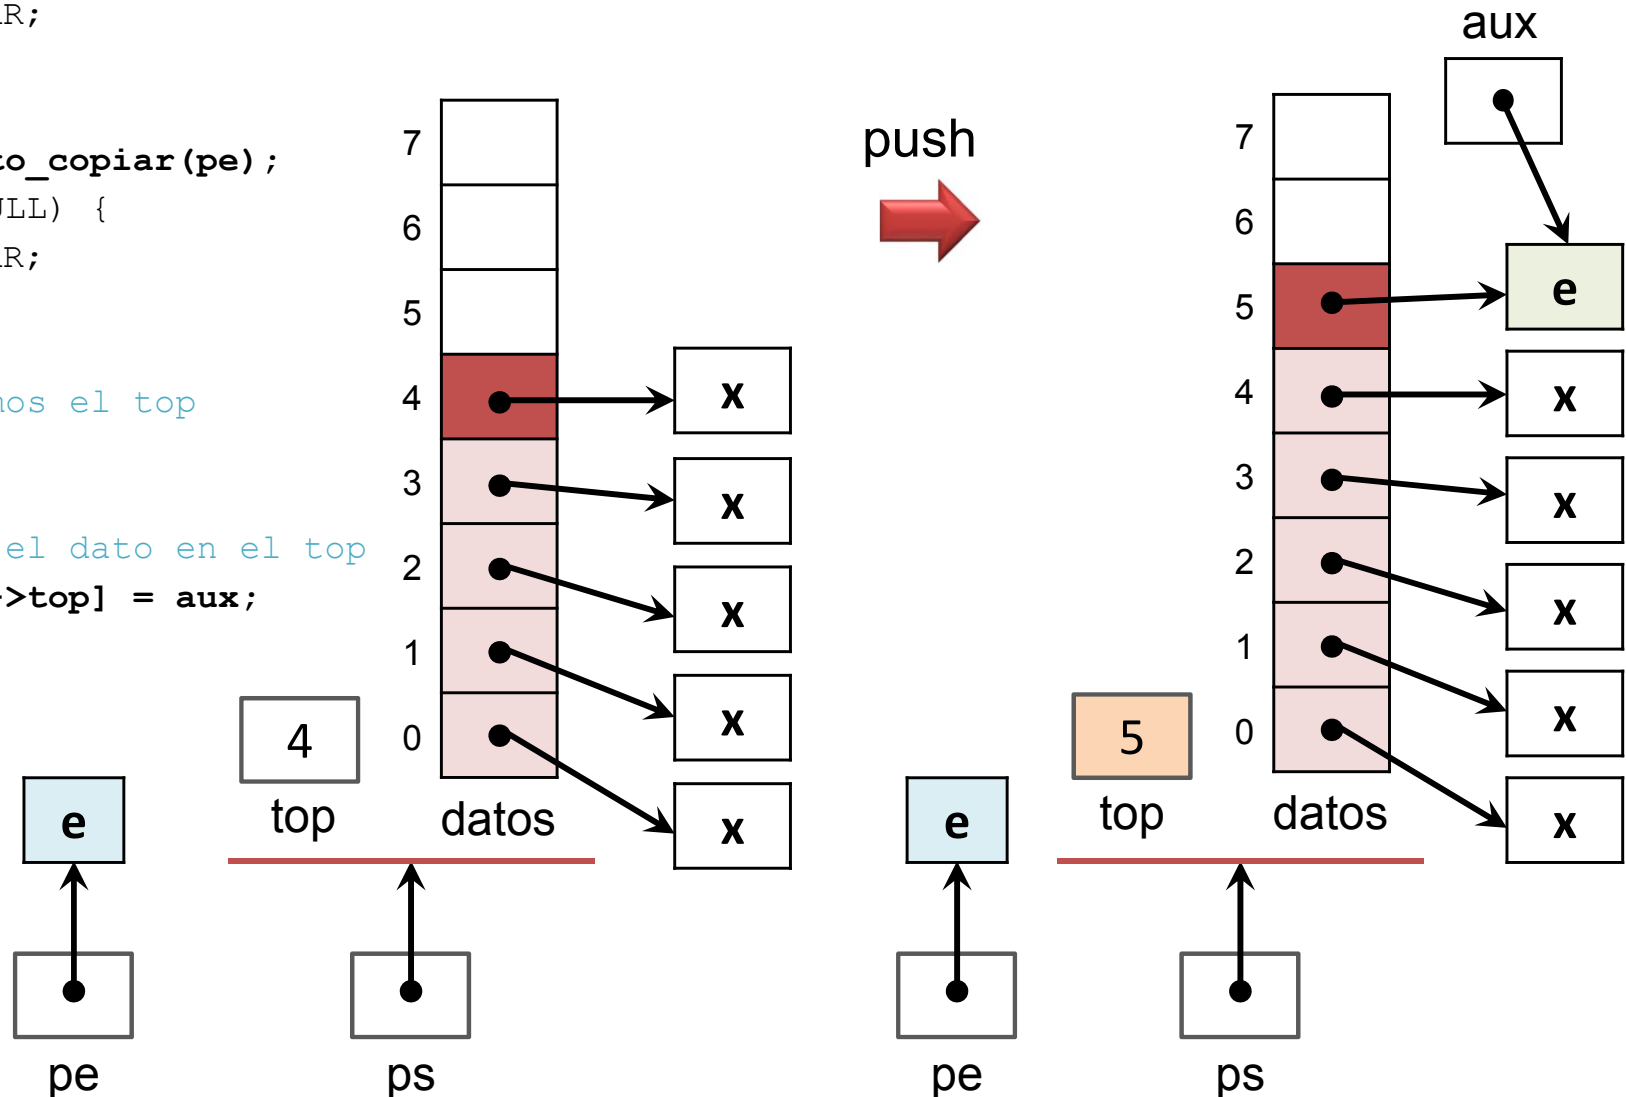 R;
to_copiar(pe);
ULL) {
R;
os el top
el dato en el top
>top] = aux;
7
6
5
4
3
2
1
0
x
x
x
x
x
4
top
datos
e
pe
ps
push
aux
7
6
5
4
3
2
1
0
e
x
x
x
x
x
5
top
datos
e
pe
ps